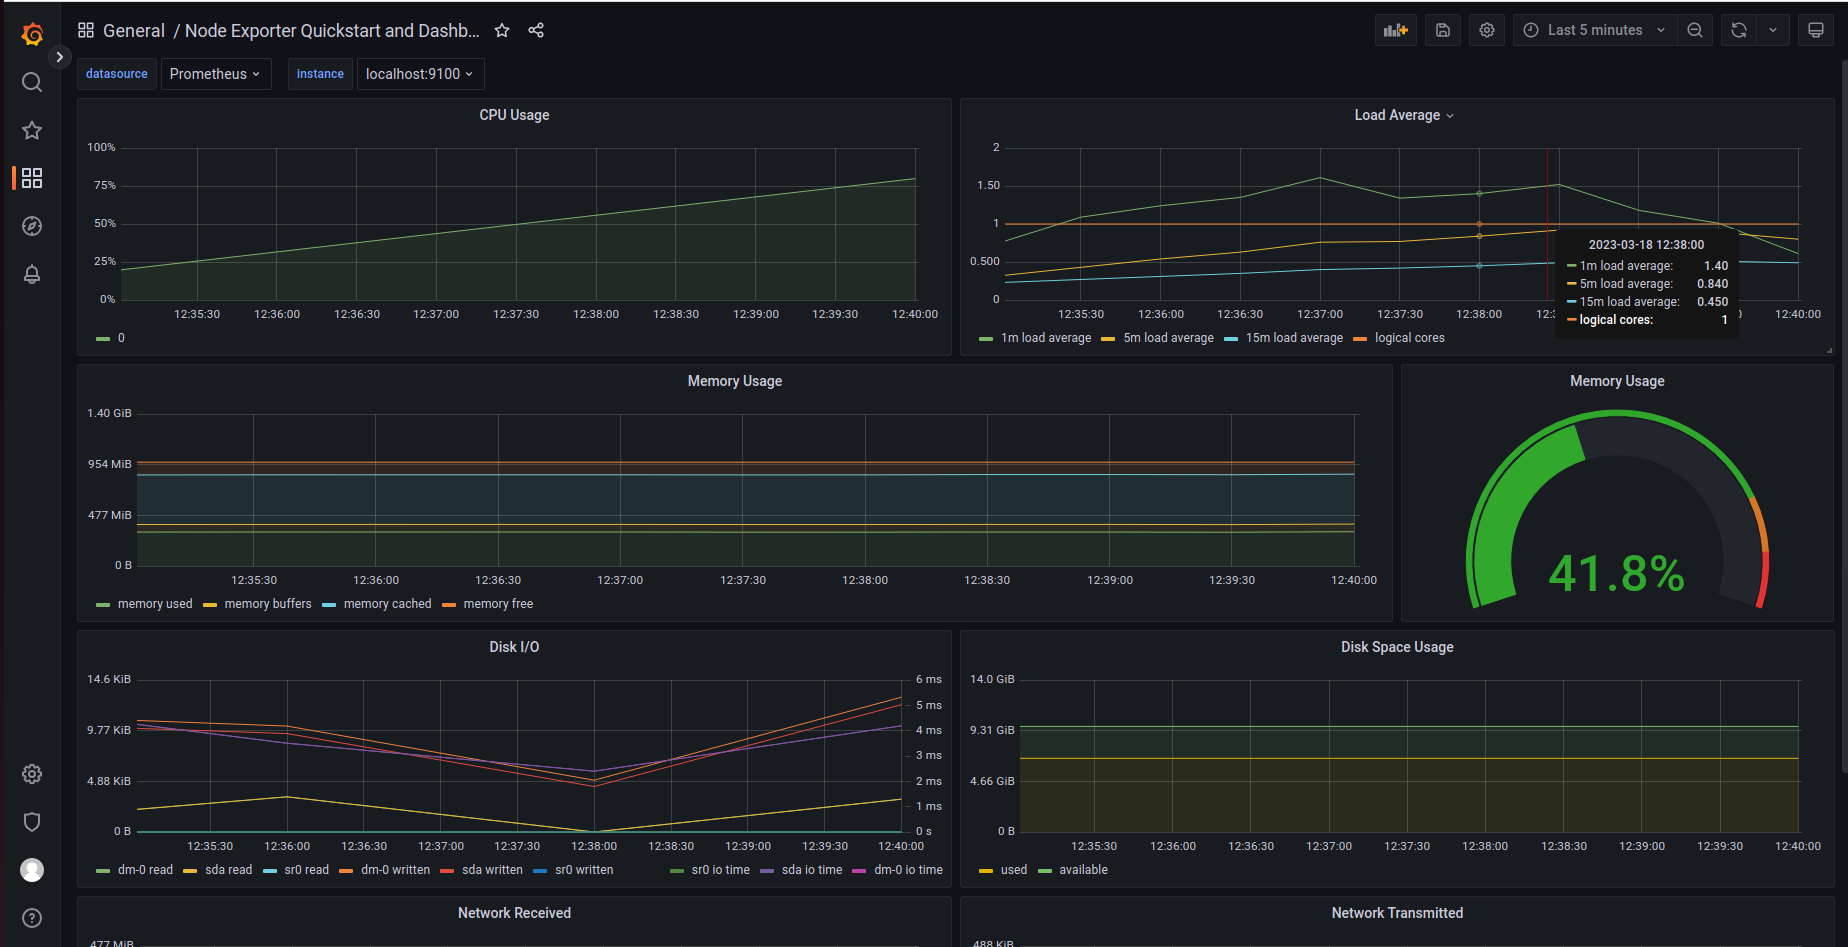 General / Node Exporter Quickstart and Dashb...
Last 5 minutes
datasource Prometheus instance localhost:9100
CPU Usage
100%
75%
50%
25%
0%
12:35:30 12:36:00 12:36:30 12:37:00 12:37:30 12:38:00 12:38:30 12:39:00 12:39:30 12:40:00
0
Load Average
2
1.50
1
0.500
0
12:35:30 12:36:00 12:36:30 12:37:00 12:37:30 12:38:00 12:3 0 12:40:00
1m load average 5m load average 15m load average logical cores
2023-03-18 12:38:00
1m load average: 1.40
5m load average: 0.840
15m load average: 0.450
logical cores: 1
Memory Usage
1.40 GiB
954 MiB
477 MiB
0 B
12:35:30 12:36:00 12:36:30 12:37:00 12:37:30 12:38:00 12:38:30 12:39:00 12:39:30 12:40:00
memory used memory buffers memory cached memory free
Memory Usage
41.8%
Disk I/O
14.6 KiB
9.77 KiB
4.88 KiB
0 B
6 ms
5 ms
4 ms
3 ms
2 ms
1 ms
0 s
12:35:30 12:36:00 12:36:30 12:37:00 12:37:30 12:38:00 12:38:30 12:39:00 12:39:30 12:40:00
dm-0 read sda read sr0 read dm-0 written sda written sr0 written sr0 io time sda io time dm-0 io time
Disk Space Usage
14.0 GiB
9.31 GiB
4.66 GiB
0 B
12:35:30 12:36:00 12:36:30 12:37:00 12:37:30 12:38:00 12:38:30 12:39:00 12:39:30 12:40:00
used available
Network Received
477 MiB
Network Transmitted
488 KiB